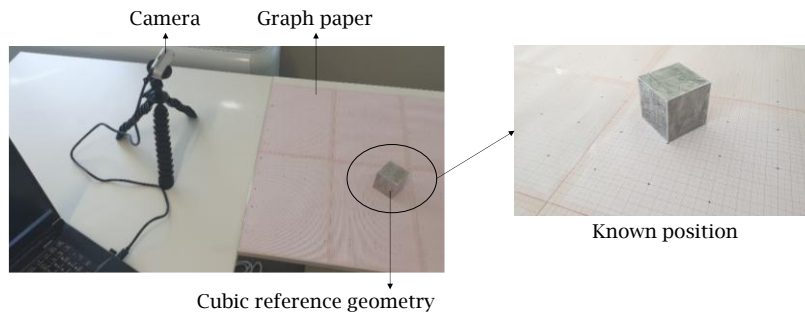 Camera
Graph paper
Known position
Cubic reference geometry